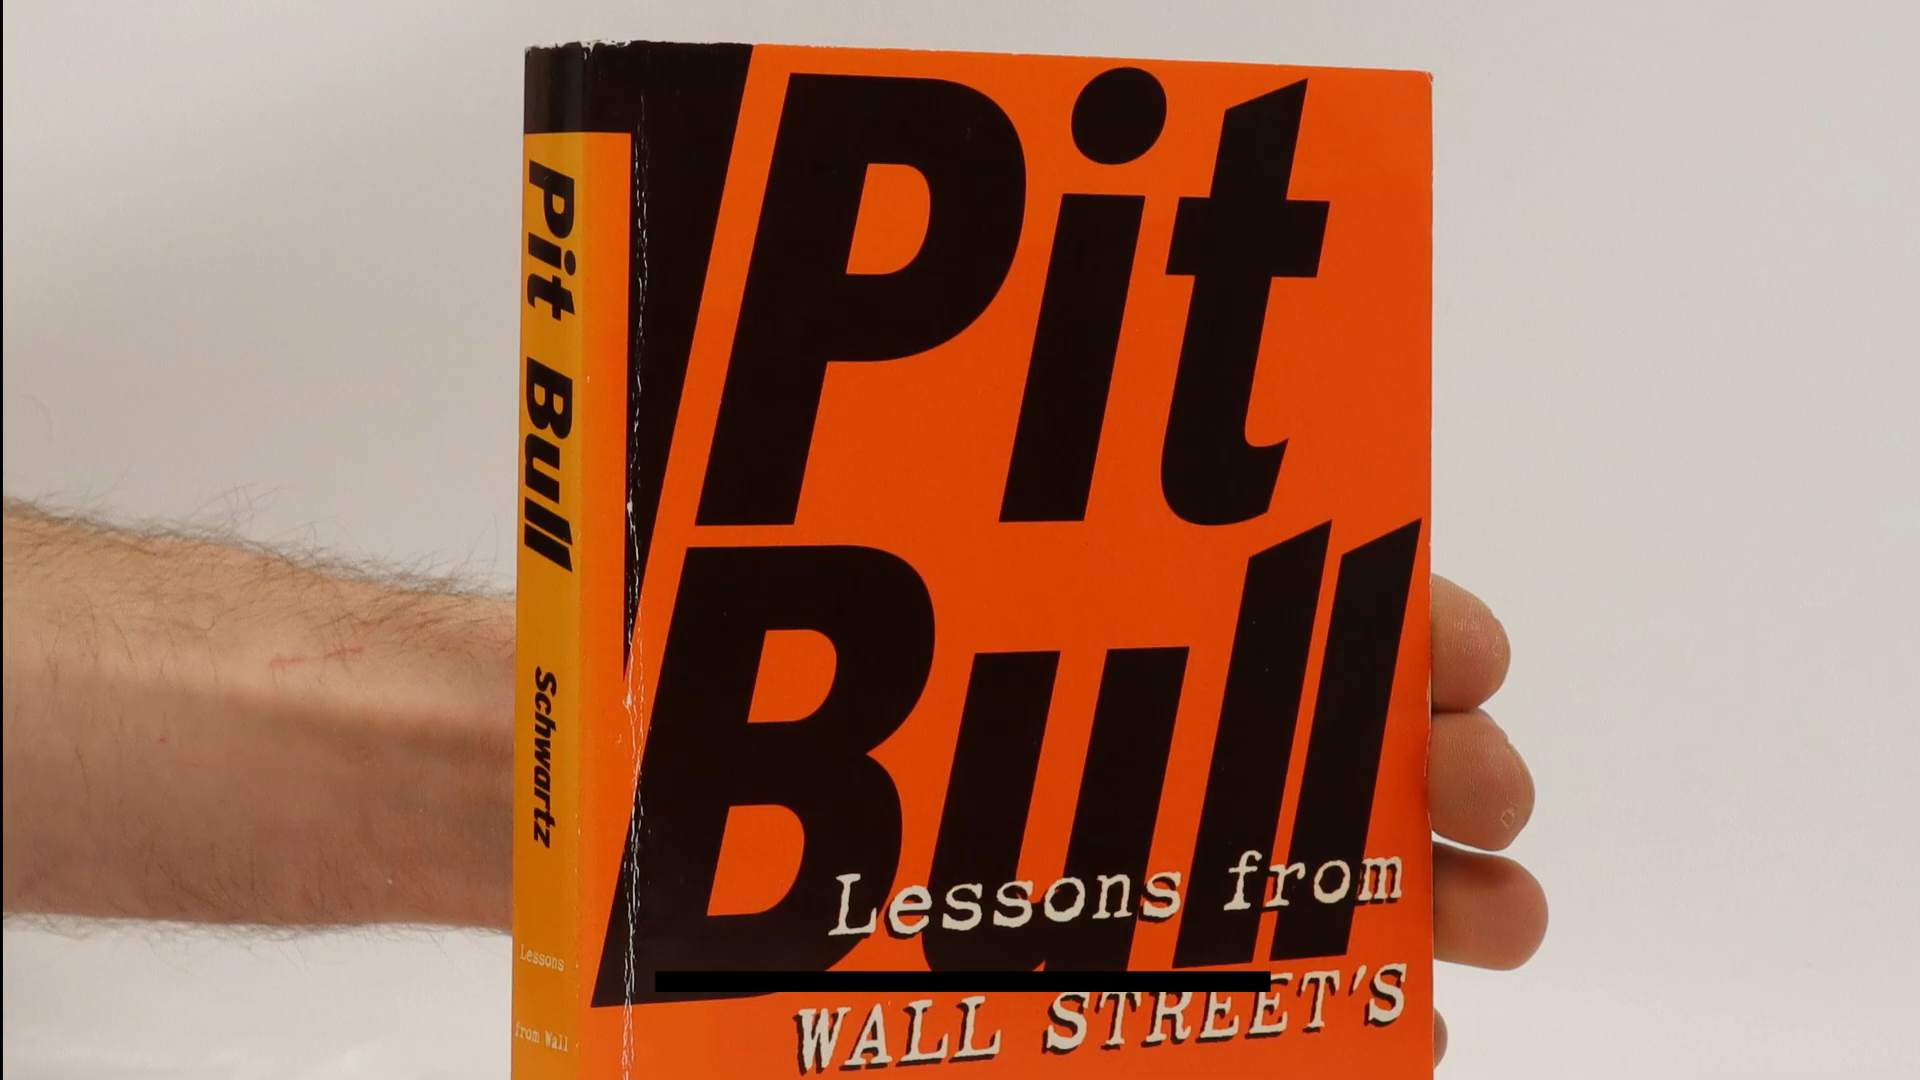 Pit Bull
Schwartz
Lessons
from Wall
Pit
Bull
Lessons from
WALL STREET'S